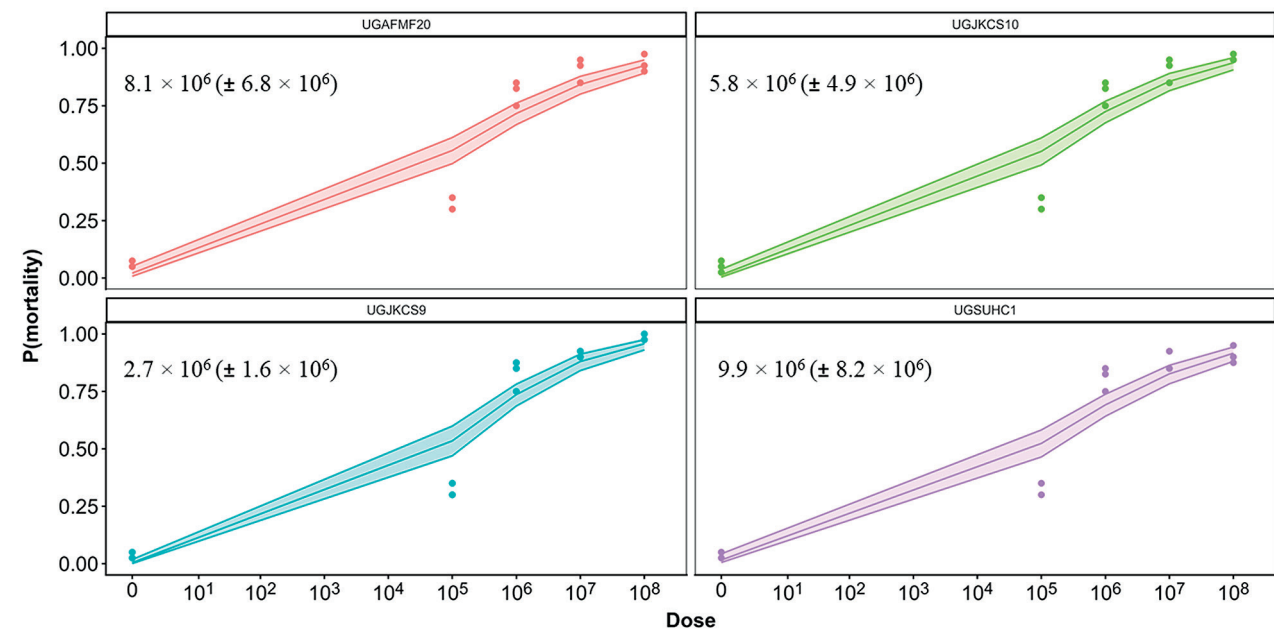 UGAFMF20
UGJKCS10
1.00
0.75
0.50
0.25
0.00
8.1 × 10⁶ (± 6.8 × 10⁶)
5.8 × 10⁶ (± 4.9 × 10⁶)
P(mortality)
UGJKCS9
UGSUHC1
1.00
0.75
0.50
0.25
0.00
2.7 × 10⁶ (± 1.6 × 10⁶)
9.9 × 10⁶ (± 8.2 × 10⁶)
0 10¹ 10² 10³ 10⁴ 10⁵ 10⁶ 10⁷ 10⁸
0 10¹ 10² 10³ 10⁴ 10⁵ 10⁶ 10⁷ 10⁸
Dose